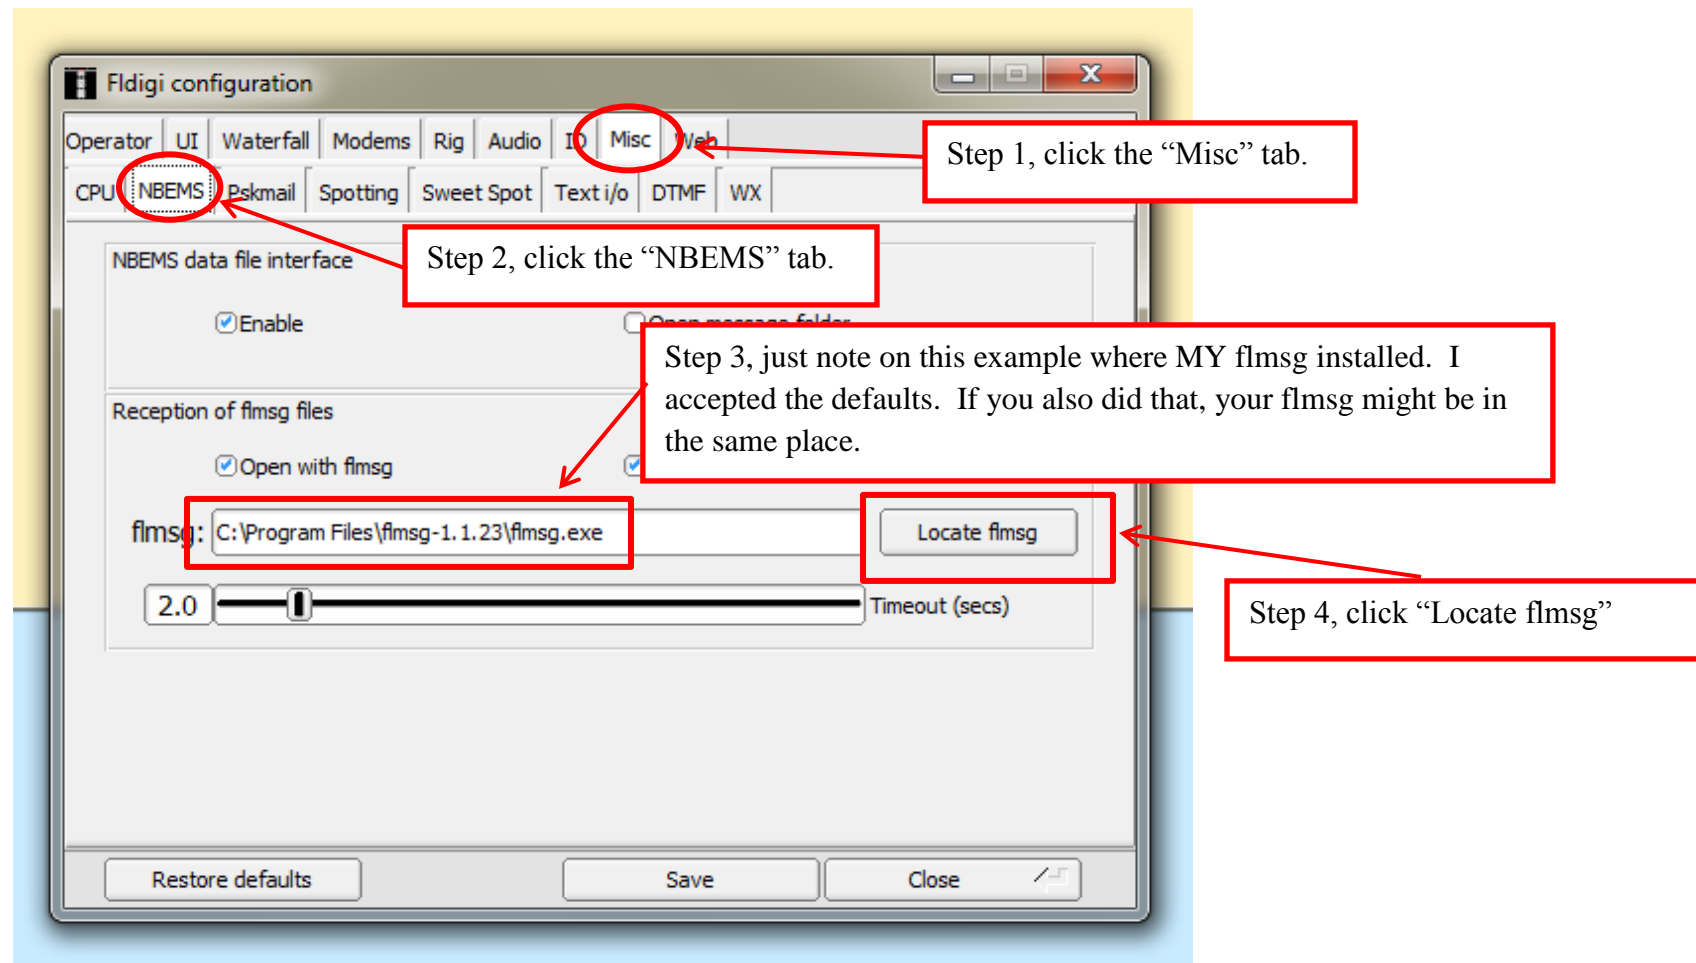 Fldigi configuration
Operator UI Waterfall Modems Rig Audio ID Misc Web
Step 1, click the “Misc” tab.
CPU NBEMS Pskmail Spotting Sweet Spot Text i/o DTMF WX
Step 2, click the “NBEMS” tab.
NBEMS data file interface
Enable
Open message folder
Step 3, just note on this example where MY flmsg installed. I
accepted the defaults. If you also did that, your flmsg might be in
the same place.
Reception of flmsg files
Open with flmsg
flmsg: C:\Program Files\flmsg-1.1.23\flmsg.exe
Locate flmsg
2.0
Timeout (secs)
Step 4, click “Locate flmsg”
Restore defaults
Save
Close